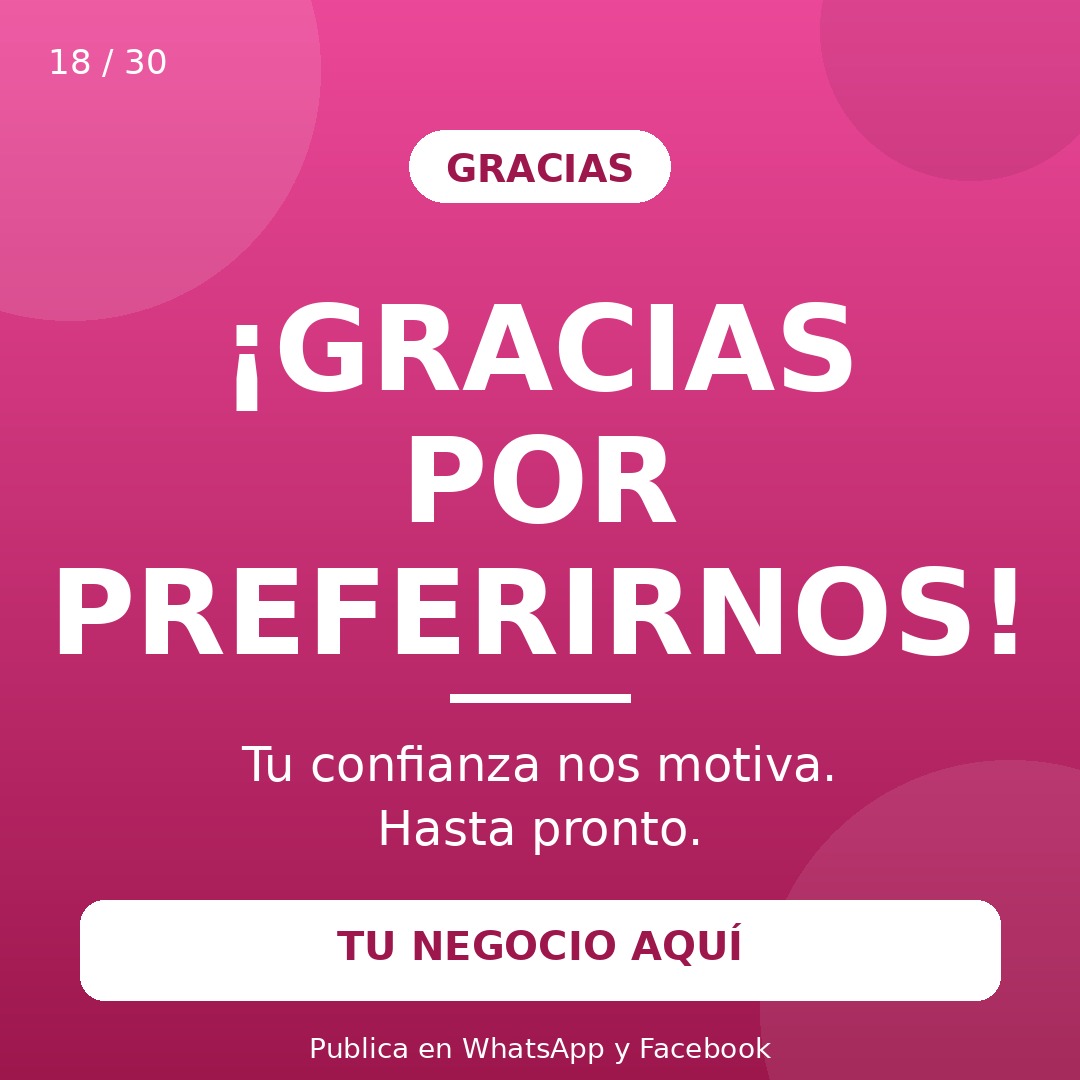 18 / 30
GRACIAS
¡GRACIAS
POR
PREFERIRNOS!
Tu confianza nos motiva.
Hasta pronto.
TU NEGOCIO AQUÍ
Publica en WhatsApp y Facebook